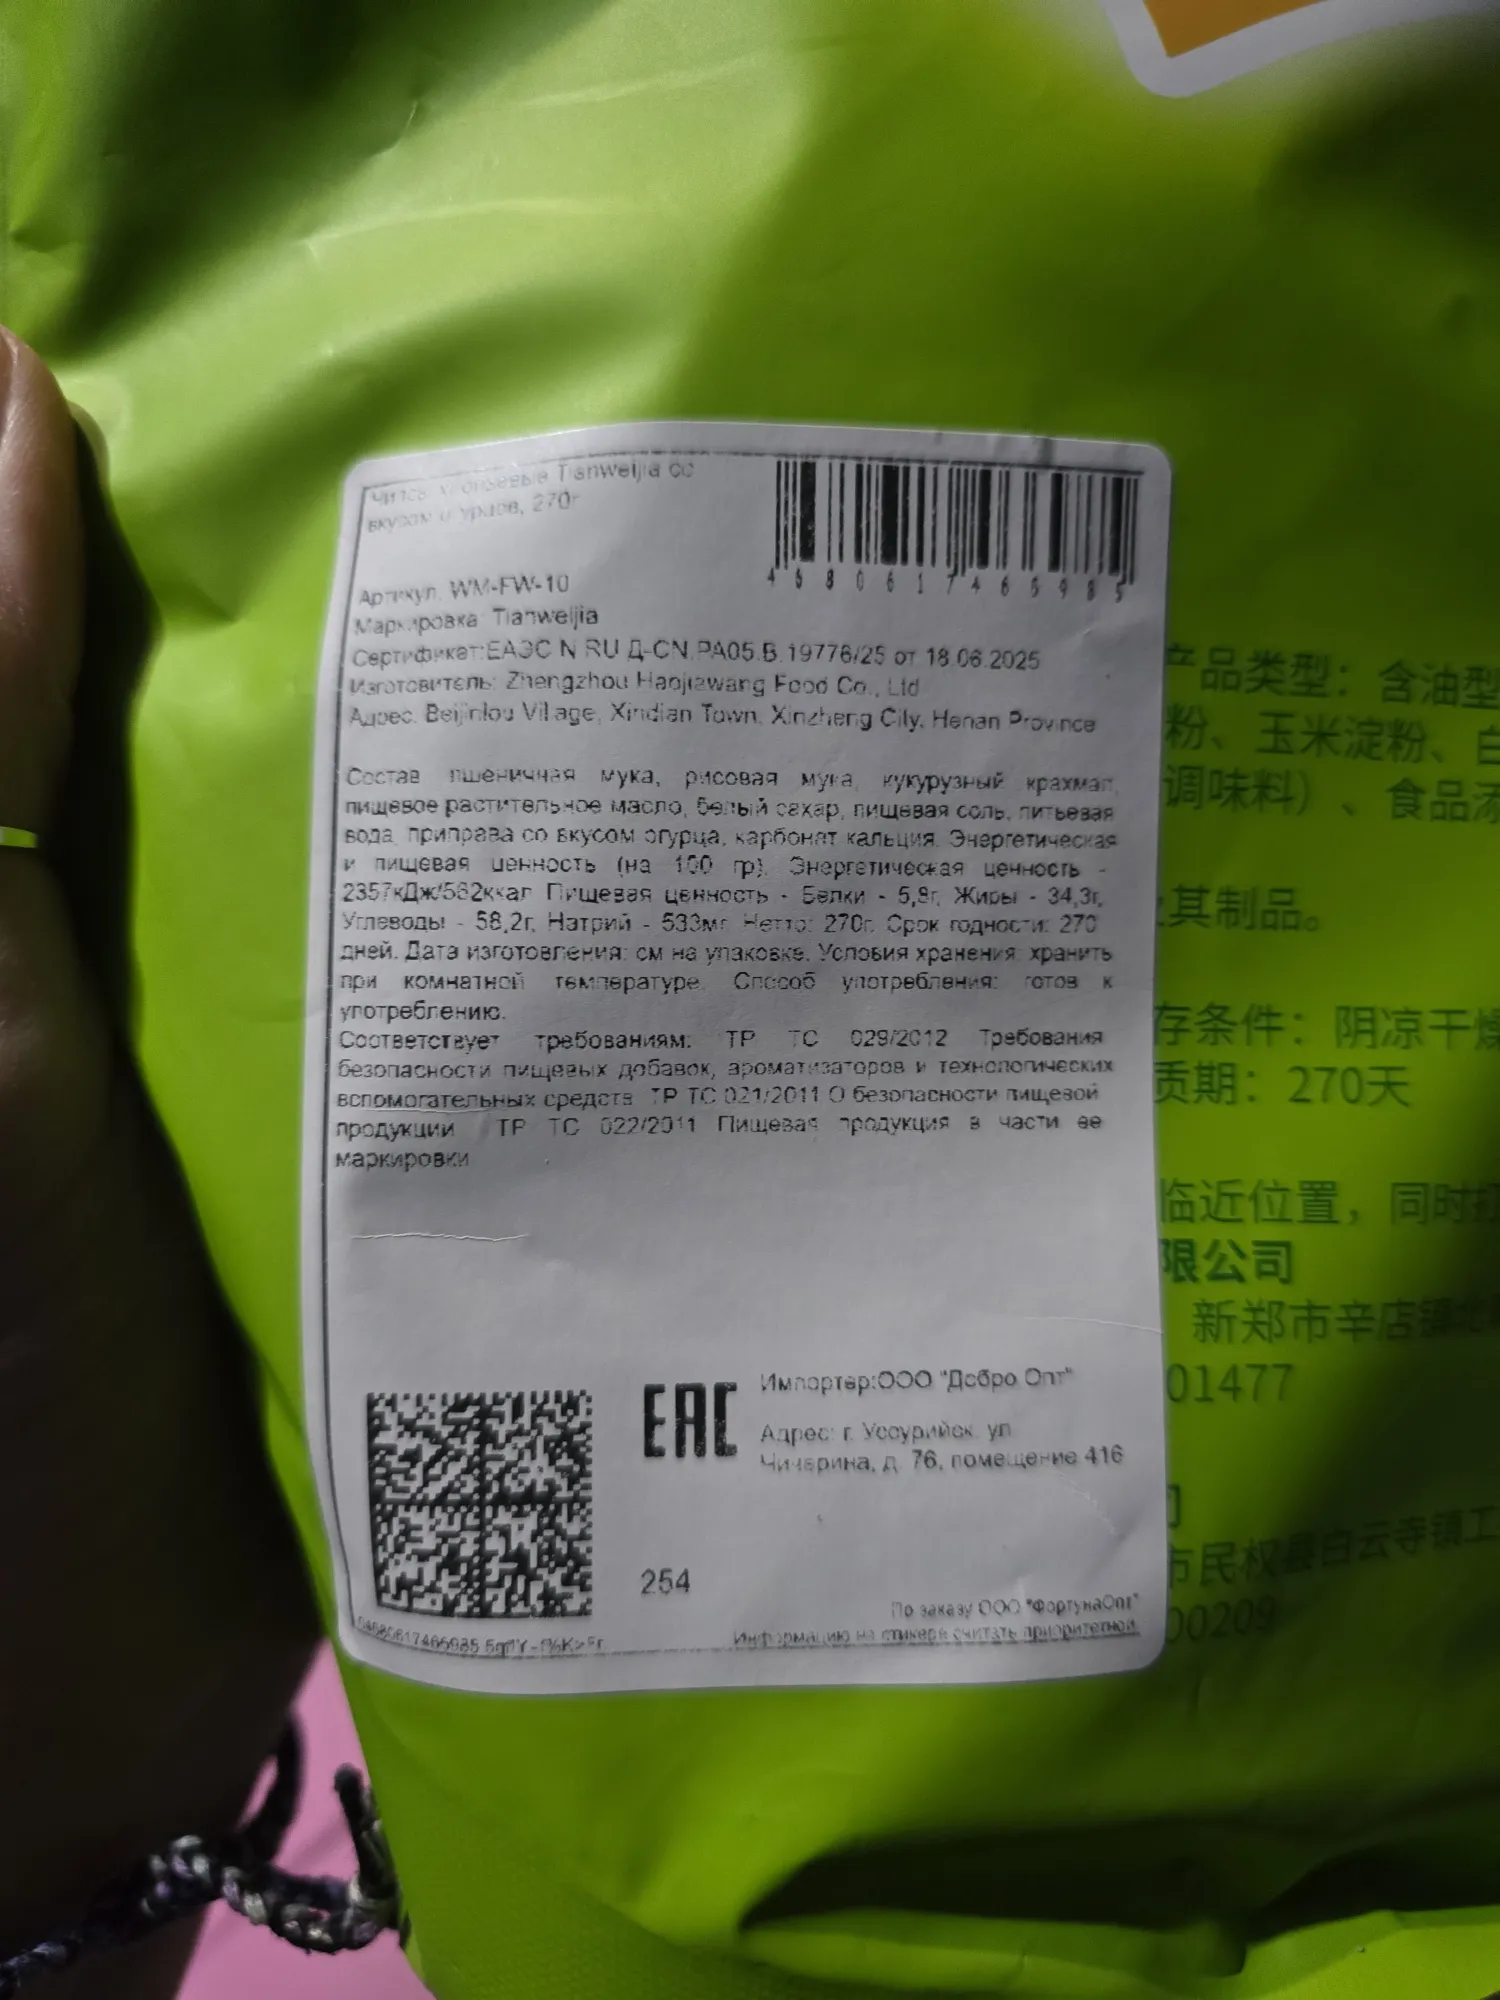 Tianweijia со
вкусом огурцов, 270г
4680617465985
Артикул: WM-FW-10
Маркировка: Tianweijia
Сертификат:ЕАЭС N RU Д-CN.РА05.В.19776/25 от 18.06.2025
Изготовитель: Zhengzhou Haojiawang Food Co., Ltd
Адрес: Beijinlou Village, Xindian Town, Xinzheng City, Henan Province
Состав: пшеничная мука, рисовая мука, кукурузный крахмал,
пищевое растительное масло, белый сахар, пищевая соль, питьевая
вода, приправа со вкусом огурца, карбонат кальция. Энергетическая
и пищевая ценность (на 100 гр). Энергетическая ценность -
2357кДж/562ккал Пищевая ценность - Белки - 5,8г, Жиры - 34,3г,
Углеводы - 58,2г, Натрий - 533мг Нетто: 270г. Срок годности: 270
дней. Дата изготовления: см на упаковке. Условия хранения: хранить
при комнатной температуре. Способ употребления: готов к
употреблению.
Соответствует требованиям: ТР ТС 029/2012 Требования
безопасности пищевых добавок, ароматизаторов и технологических
вспомогательных средств ТР ТС 021/2011 О безопасности пищевой
продукции ТР ТС 022/2011 Пищевая продукция в части ее
маркировки
EAC
Импортер:ООО "Добро Опт"
Адрес: г. Уссурийск, ул.
Чичерина, д. 76, помещение 416
254
По заказу ООО "ФортунаОпт"
Информацию на стикере считать приоритетной.
产品类型：含油型
粉、玉米淀粉、白
调味料）、食品添
其制品。
存条件：阴凉干燥
质期：270天
临近位置，同时扫
限公司
新郑市辛店镇北
01477
市民权县白云寺镇工
00209